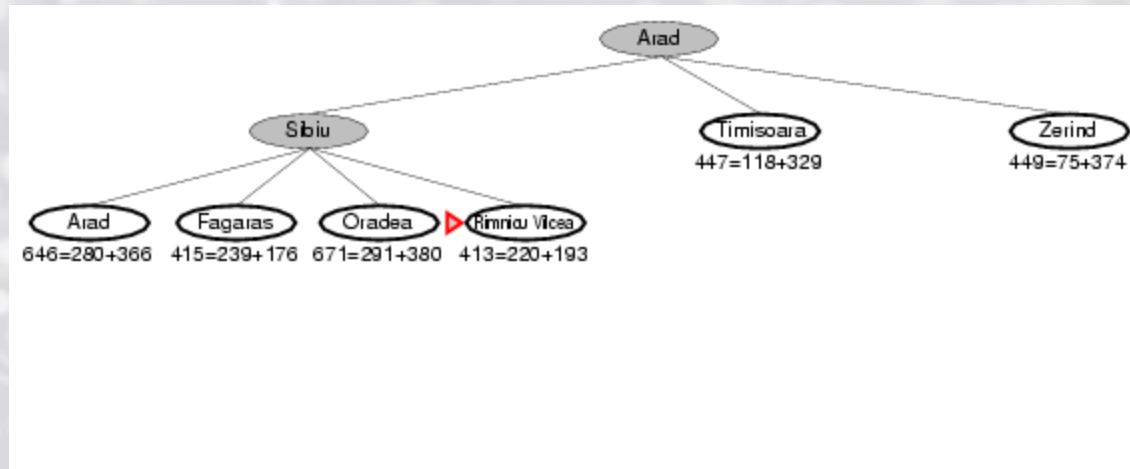 Arad
Sibiu
Timisoara
Zerind
447=118+329
449=75+374
Arad
Fagaras
Oradea
Rimnicu Vilcea
646=280+366
415=239+176
671=291+380
413=220+193